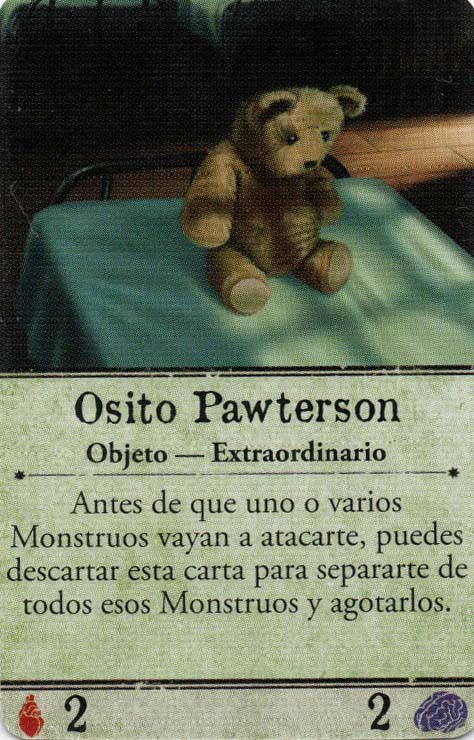 Osito Pawterson
Objeto — Extraordinario
Antes de que uno o varios
Monstruos vayan a atacarte, puedes
descartar esta carta para separarte de
todos esos Monstruos y agotarlos.
2 2